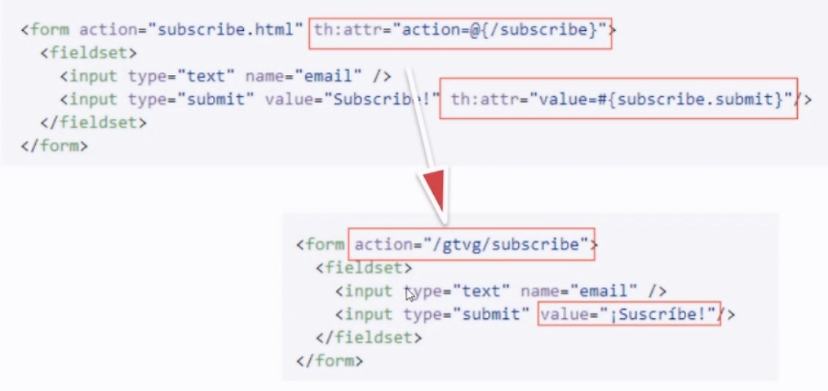 <form action="subscribe.html" th:attr="action=@{/subscribe}">
<fieldset>
<input type="text" name="email" />
<input type="submit" value="Subscribe!" th:attr="value=#{subscribe.submit}"/>
</fieldset>
</form>
<form action="/gtvg/subscribe">
<fieldset>
<input type="text" name="email" />
<input type="submit" value="¡Suscríbe!"/>
</fieldset>
</form>